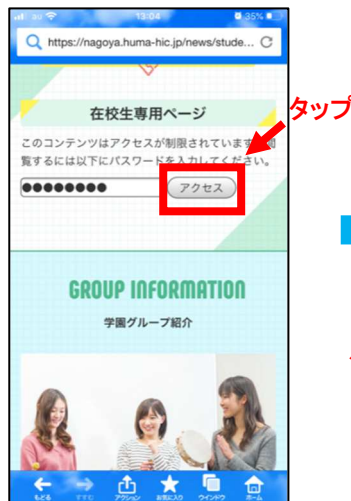 au 13:04 35%
https://nagoya.huma-hic.jp/news/stude...
在校生専用ページ
タップ
このコンテンツはアクセスが制限されています。閲
覧するには以下にパスワードを入力してください。
●●●●●●●● アクセス
GROUP INFORMATION
学園グループ紹介
もどる すすむ アクション お気に入り ウインドウ ホーム